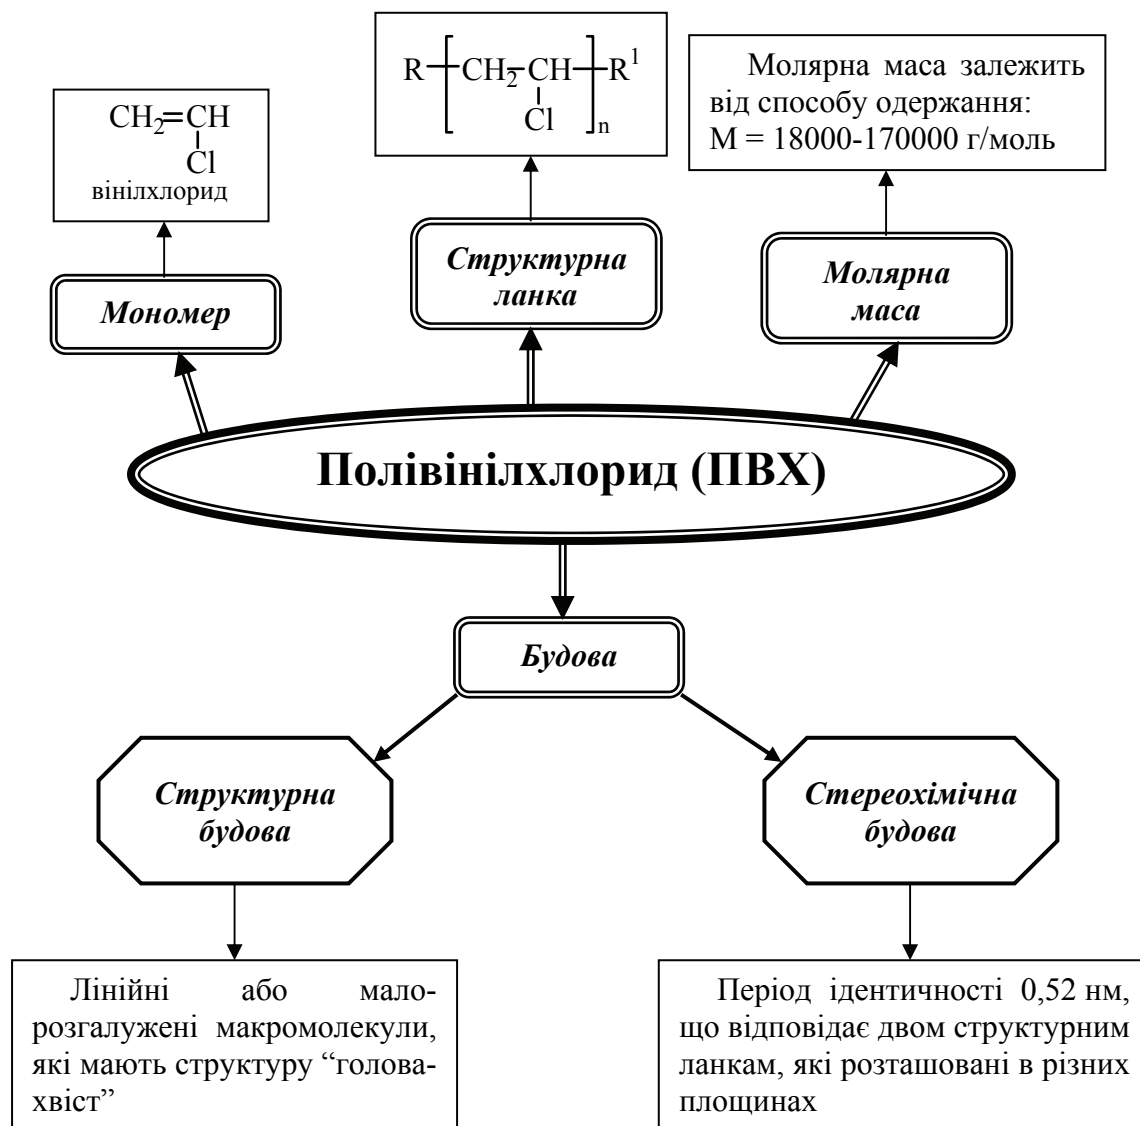 R
CH2
CH
R1
Cl
n
Молярна маса залежить
від способу одержання:
М = 18000-170000 г/моль
CH2=CH
Cl
вінілхлорид
Структурна
ланка
Молярна
маса
Мономер
Полівінілхлорид (ПВХ)
Будова
Структурна
будова
Стереохімічна
будова
Лінійні або мало-
розгалужені макромолекули,
які мають структуру “голова-
хвіст”
Період ідентичності 0,52 нм,
що відповідає двом структурним
ланкам, які розташовані в різних
площинах